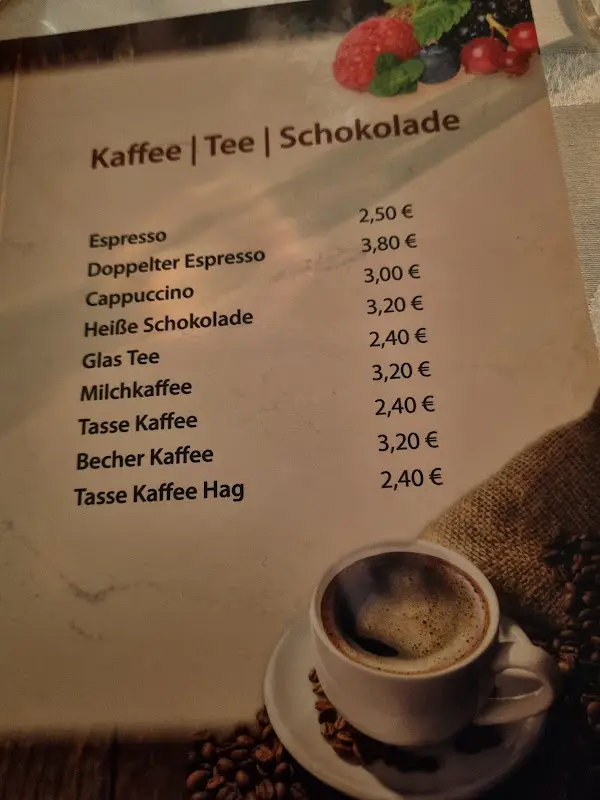 Kaffee | Tee | Schokolade
Espresso 2,50 €
Doppelter Espresso 3,80 €
Cappuccino 3,00 €
Heiße Schokolade 3,20 €
Glas Tee 2,40 €
Milchkaffee 3,20 €
Tasse Kaffee 2,40 €
Becher Kaffee 3,20 €
Tasse Kaffee Hag 2,40 €